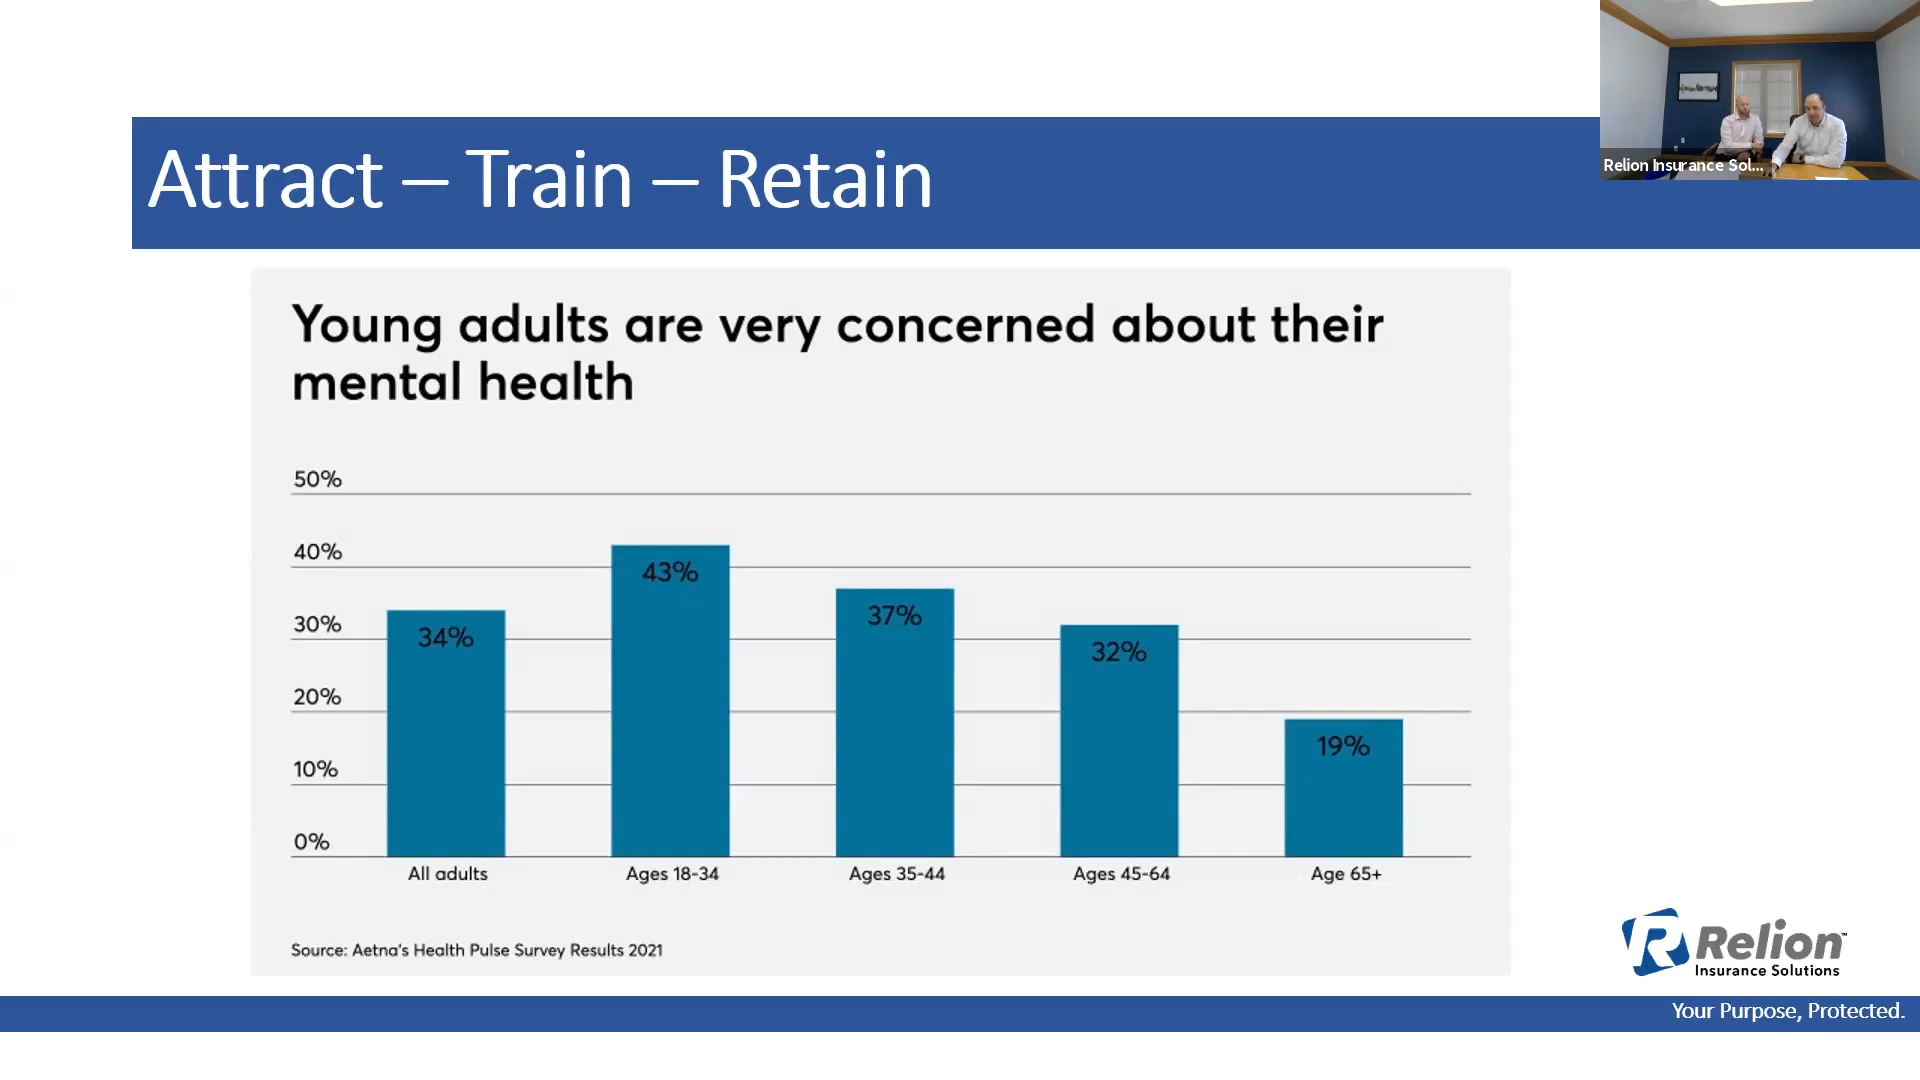 Relion Insurance Sol...
Attract – Train – Retain
Young adults are very concerned about their
mental health
50%
40%
30%
20%
10%
0%
34%
43%
37%
32%
19%
All adults
Ages 18-34
Ages 35-44
Ages 45-64
Age 65+
Source: Aetna's Health Pulse Survey Results 2021
Relion™
Insurance Solutions
Your Purpose, Protected.